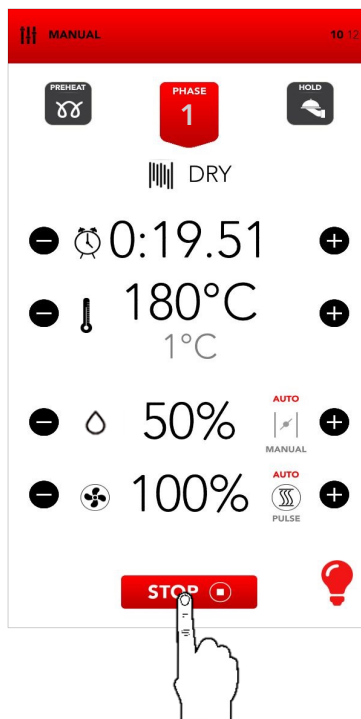 MANUAL
10 12
PREHEAT
PHASE
1
HOLD
DRY
0:19.51
180°C
1°C
50%
AUTO
MANUAL
100%
AUTO
PULSE
STOP